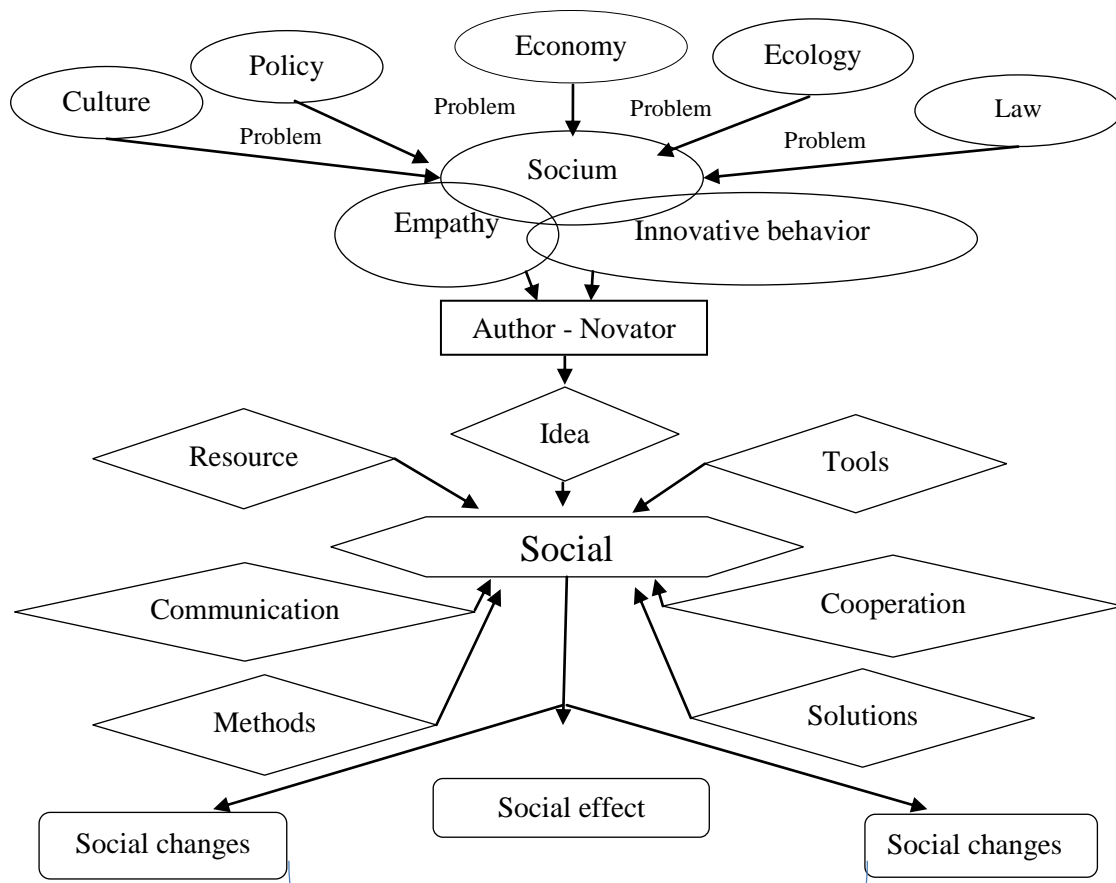 Economy
Policy
Ecology
Culture
Problem
Problem
Law
Problem
Problem
Socium
Empathy
Innovative behavior
Author - Novator
Idea
Resource
Tools
Social
Communication
Cooperation
Methods
Solutions
Social effect
Social changes
Social changes